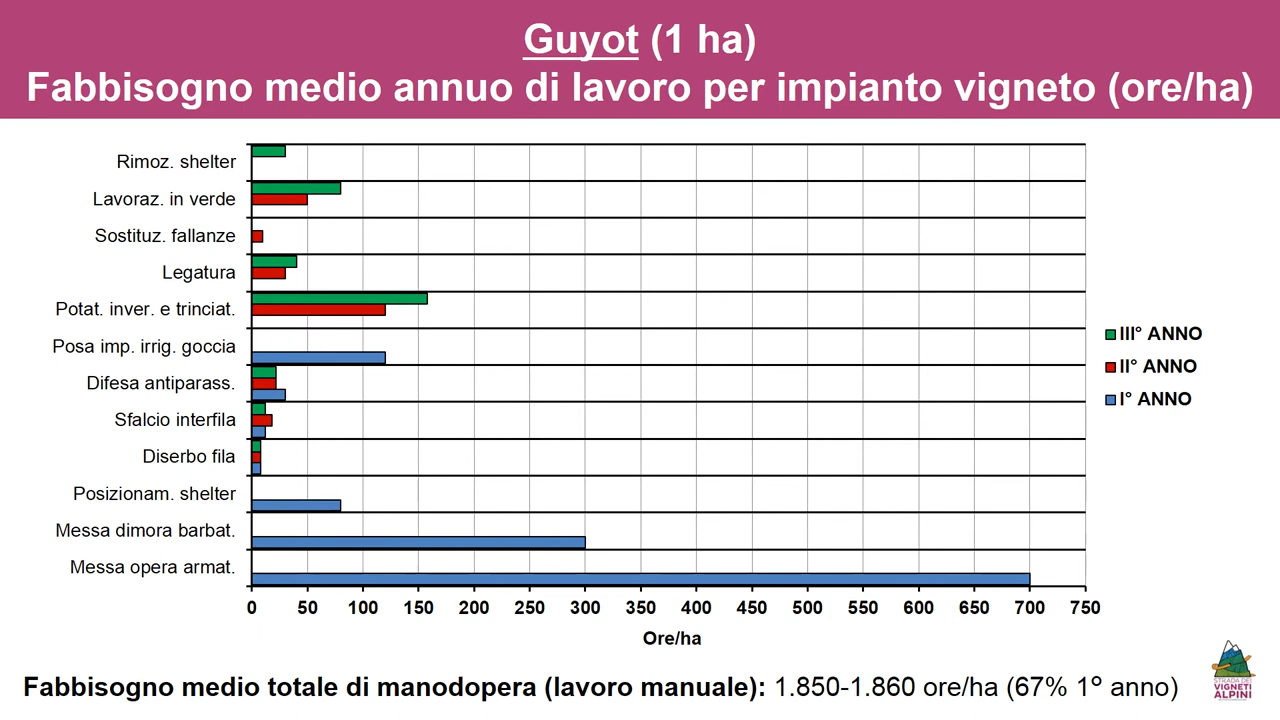 Guyot (1 ha)
Fabbisogno medio annuo di lavoro per impianto vigneto (ore/ha)
Rimoz. shelter
Lavoraz. in verde
Sostituz. fallanze
Legatura
Potat. inver. e trinciat.
Posa imp. irrig. goccia
Difesa antiparass.
Sfalcio interfila
Diserbo fila
Posizionam. shelter
Messa dimora barbat.
Messa opera armat.
0 50 100 150 200 250 300 350 400 450 500 550 600 650 700 750
Ore/ha
III° ANNO
II° ANNO
I° ANNO
Fabbisogno medio totale di manodopera (lavoro manuale): 1.850-1.860 ore/ha (67% 1° anno)
STRADA DEI
VIGNETI
ALPINI